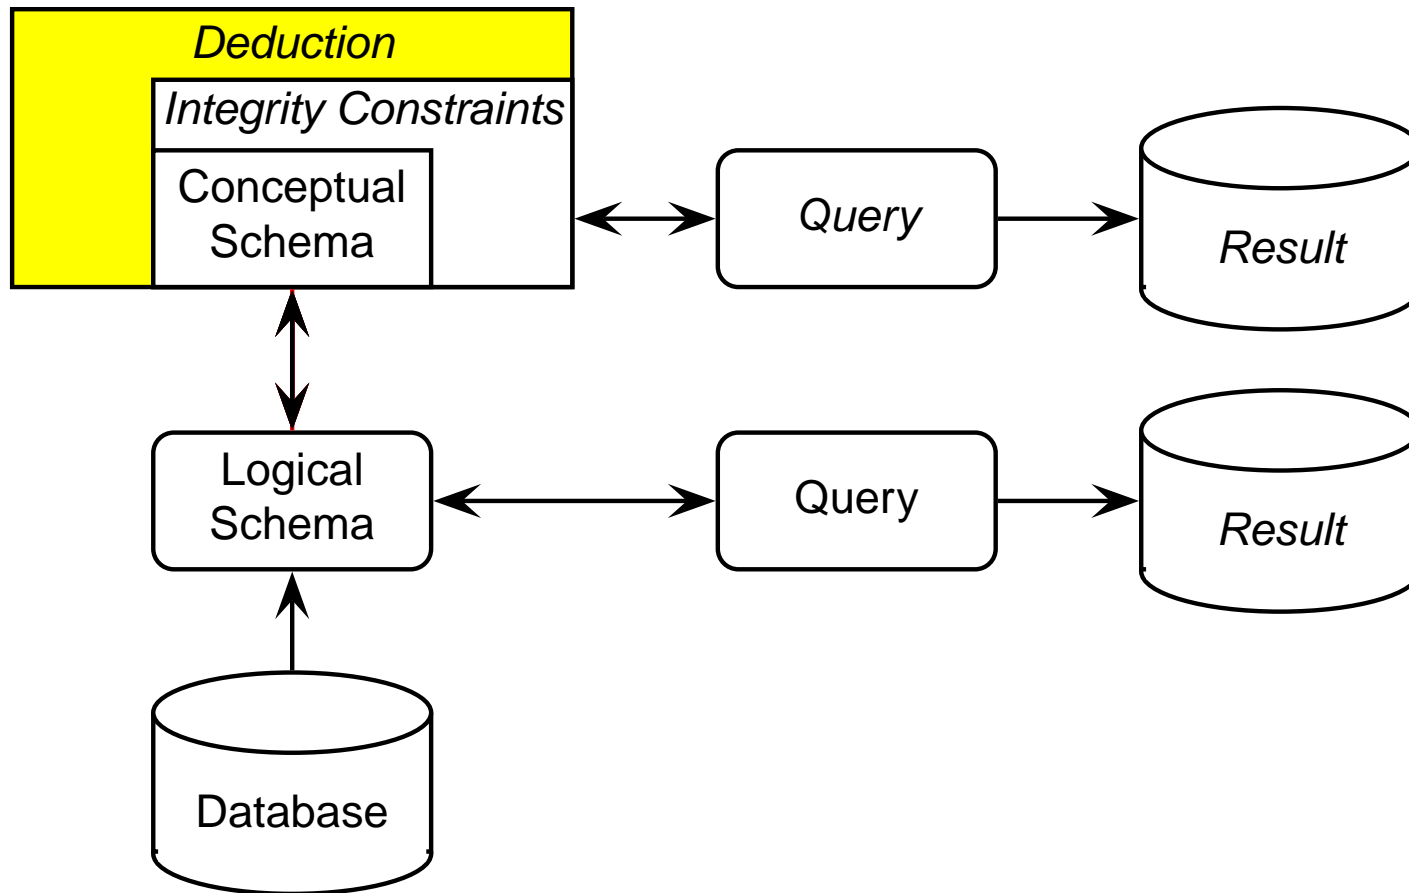 Deduction
Integrity Constraints
Conceptual
Schema
Query
Result
Logical
Schema
Query
Result
Database